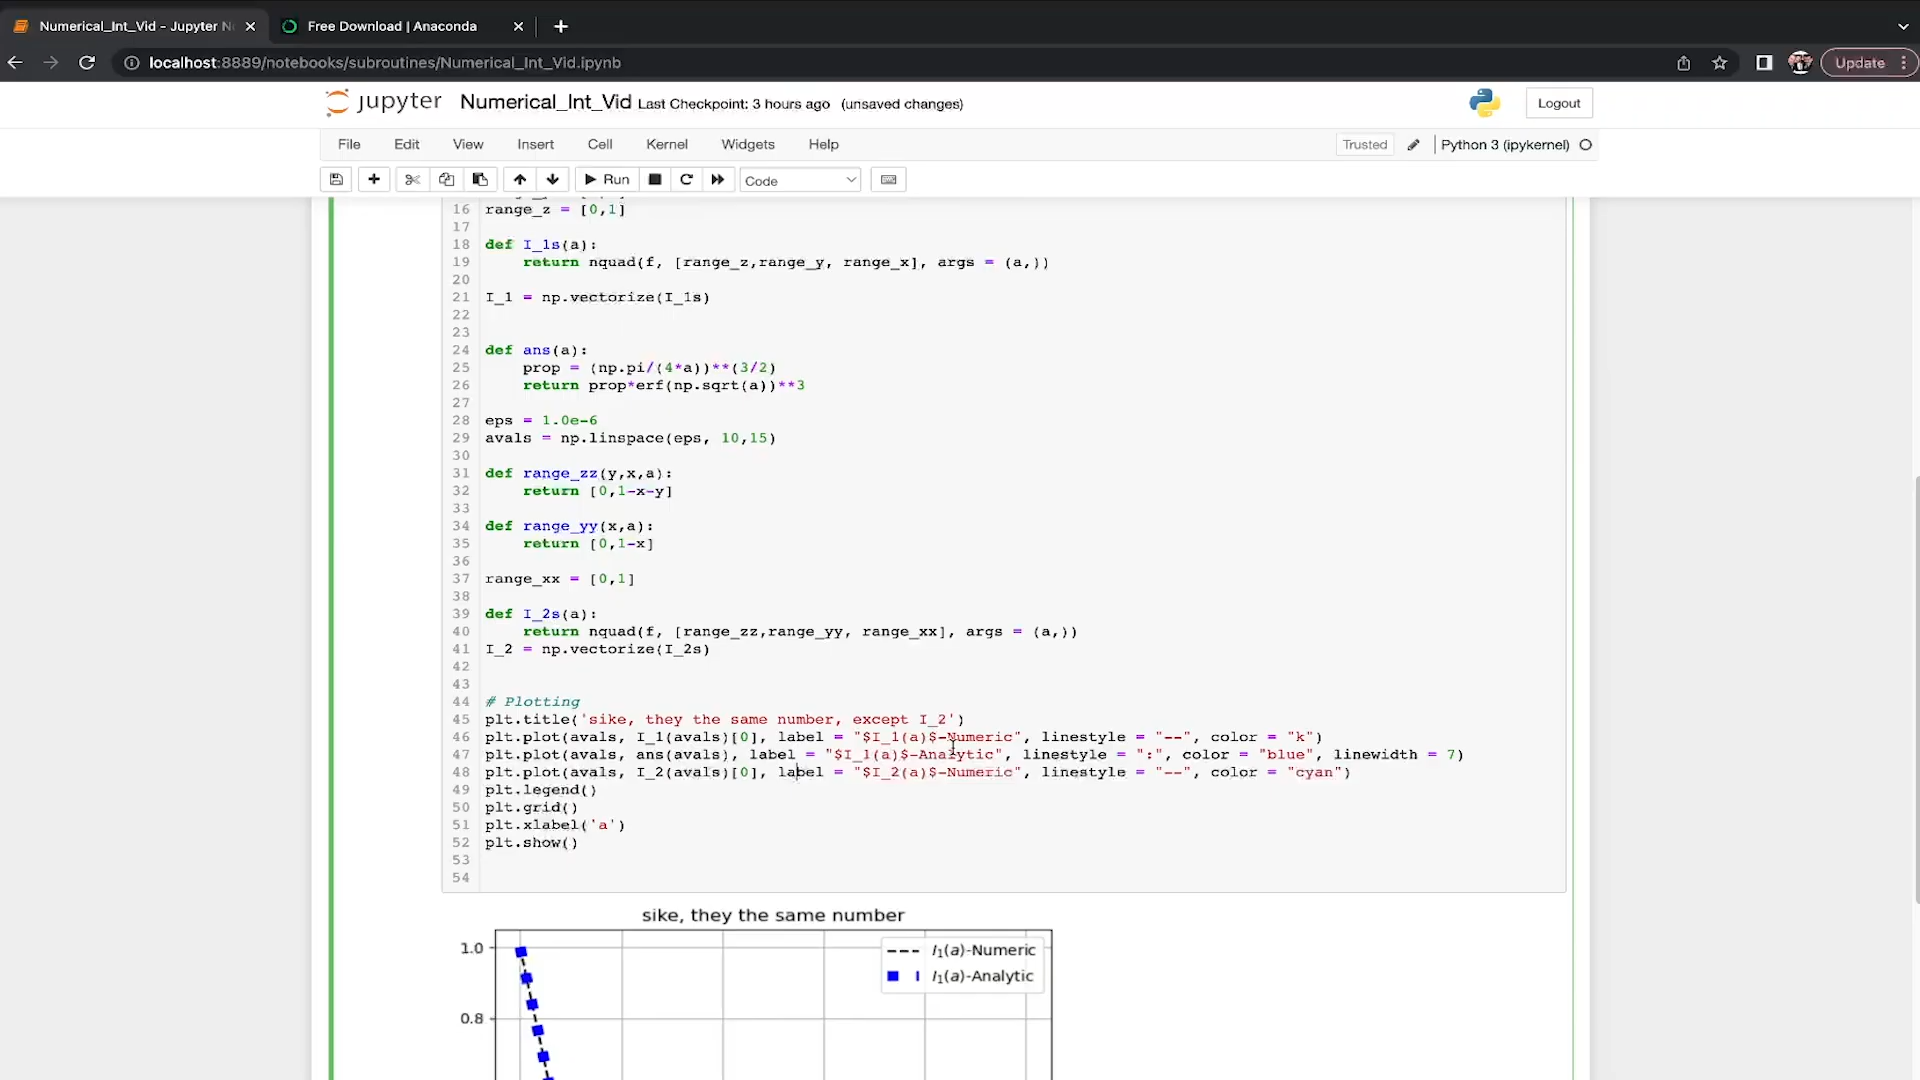 Numerical_Int_Vid - Jupyter N
Free Download | Anaconda
localhost:8889/notebooks/subroutines/Numerical_Int_Vid.ipynb
Update
jupyter Numerical_Int_Vid Last Checkpoint: 3 hours ago (unsaved changes)
Logout
File Edit View Insert Cell Kernel Widgets Help
Trusted
Python 3 (ipykernel)
Run
Code
16 range_z = [0,1]
17
18 def I_1s(a):
19 return nquad(f, [range_z,range_y, range_x], args = (a,))
20
21 I_1 = np.vectorize(I_1s)
22
23
24 def ans(a):
25 prop = (np.pi/(4*a))**(3/2)
26 return prop*erf(np.sqrt(a))**3
27
28 eps = 1.0e-6
29 avals = np.linspace(eps, 10,15)
30
31 def range_zz(y,x,a):
32 return [0,1-x-y]
33
34 def range_yy(x,a):
35 return [0,1-x]
36
37 range_xx = [0,1]
38
39 def I_2s(a):
40 return nquad(f, [range_zz,range_yy, range_xx], args = (a,))
41 I_2 = np.vectorize(I_2s)
42
43
44 # Plotting
45 plt.title('sike, they the same number, except I_2')
46 plt.plot(avals, I_1(avals)[0], label = "$I_1(a)$-Numeric", linestyle = "--", color = "k")
47 plt.plot(avals, ans(avals), label = "$I_1(a)$-Analytic", linestyle = ":", color = "blue", linewidth = 7)
48 plt.plot(avals, I_2(avals)[0], label = "$I_2(a)$-Numeric", linestyle = "--", color = "cyan")
49 plt.legend()
50 plt.grid()
51 plt.xlabel('a')
52 plt.show()
53
54
sike, they the same number
1.0
I₁(a)-Numeric
I₁(a)-Analytic
0.8